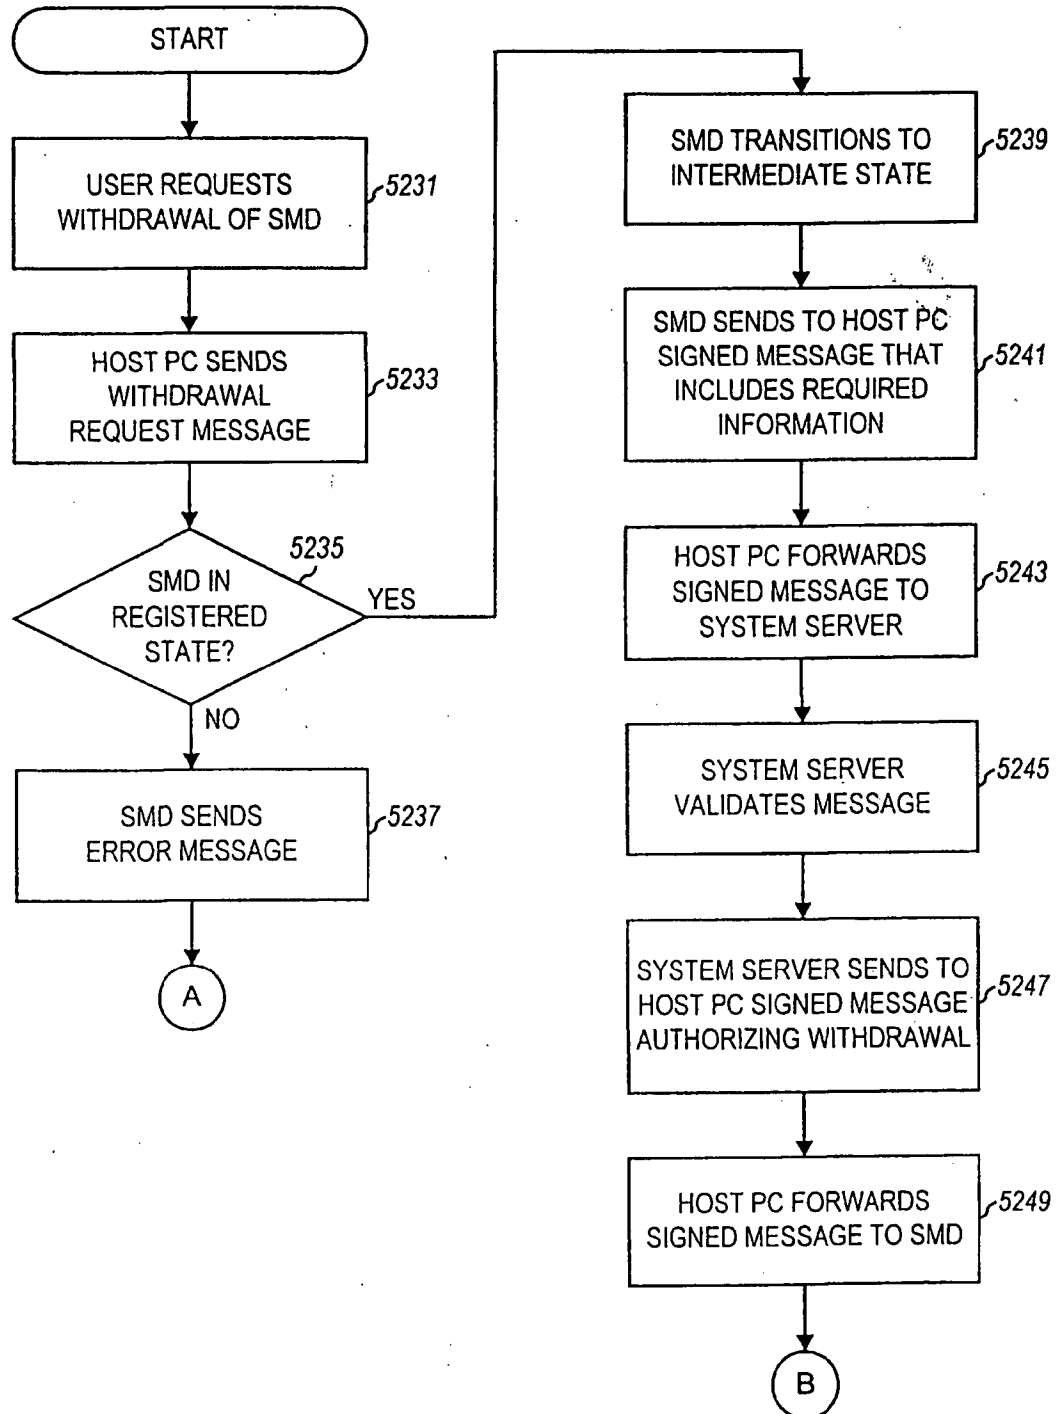 START
USER REQUESTS
WITHDRAWAL OF SMD
5231
HOST PC SENDS
WITHDRAWAL
REQUEST MESSAGE
5233
SMD IN
REGISTERED
STATE?
5235
YES
NO
SMD SENDS
ERROR MESSAGE
5237
A
SMD TRANSITIONS TO
INTERMEDIATE STATE
5239
SMD SENDS TO HOST PC
SIGNED MESSAGE THAT
INCLUDES REQUIRED
INFORMATION
5241
HOST PC FORWARDS
SIGNED MESSAGE TO
SYSTEM SERVER
5243
SYSTEM SERVER
VALIDATES MESSAGE
5245
SYSTEM SERVER SENDS TO
HOST PC SIGNED MESSAGE
AUTHORIZING WITHDRAWAL
5247
HOST PC FORWARDS
SIGNED MESSAGE TO SMD
5249
B